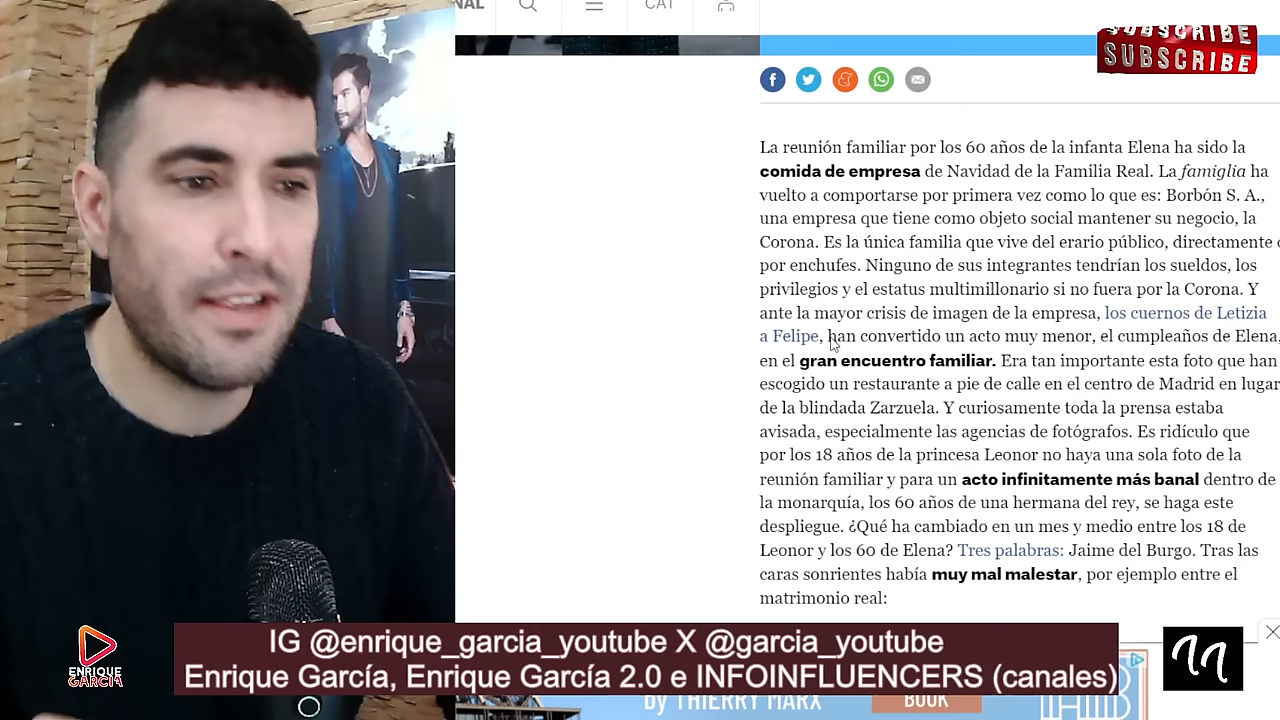 NAL
CAT
SUBSCRIBE
SUBSCRIBE
La reunión familiar por los 60 años de la infanta Elena ha sido la
comida de empresa de Navidad de la Familia Real. La famiglia ha
vuelto a comportarse por primera vez como lo que es: Borbón S. A.,
una empresa que tiene como objeto social mantener su negocio, la
Corona. Es la única familia que vive del erario público, directamente
por enchufes. Ninguno de sus integrantes tendrían los sueldos, los
privilegios y el estatus multimillonario si no fuera por la Corona. Y
ante la mayor crisis de imagen de la empresa, los cuernos de Letizia
a Felipe, han convertido un acto muy menor, el cumpleaños de Elena,
en el gran encuentro familiar. Era tan importante esta foto que han
escogido un restaurante a pie de calle en el centro de Madrid en lugar
de la blindada Zarzuela. Y curiosamente toda la prensa estaba
avisada, especialmente las agencias de fotógrafos. Es ridículo que
por los 18 años de la princesa Leonor no haya una sola foto de la
reunión familiar y para un acto infinitamente más banal dentro de
la monarquía, los 60 años de una hermana del rey, se haga este
despliegue. ¿Qué ha cambiado en un mes y medio entre los 18 de
Leonor y los 60 de Elena? Tres palabras: Jaime del Burgo. Tras las
caras sonrientes había muy mal malestar, por ejemplo entre el
matrimonio real:
IG @enrique_garcia_youtube X @garcia_youtube
Enrique García, Enrique García 2.0 e INFOINFLUENCERS (canales)
ENRIQUE
GARCÍA
by THIERRY MARX
BOOK